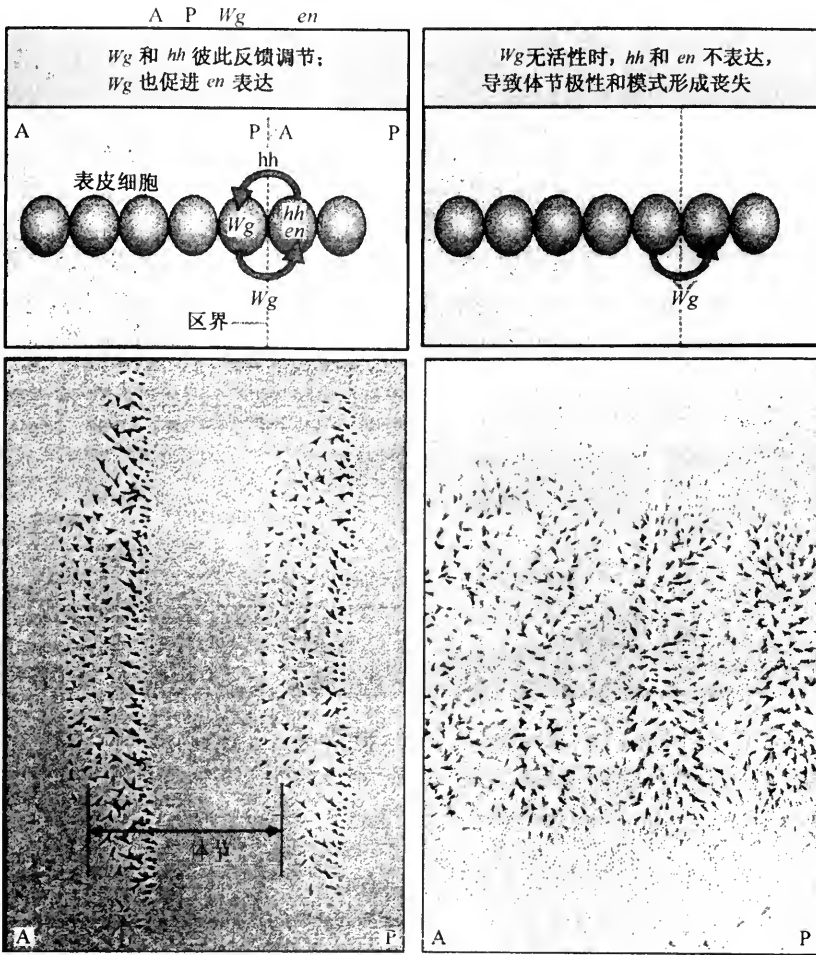 A P Wg en
Wg 和 hh 彼此反馈调节;
Wg 也促进 en 表达
A P A P
hh
表皮细胞
Wg hh
en
Wg
区界
Wg无活性时, hh 和 en 不表达,
导致体节极性和模式形成丧失
Wg
体节
A P
A P